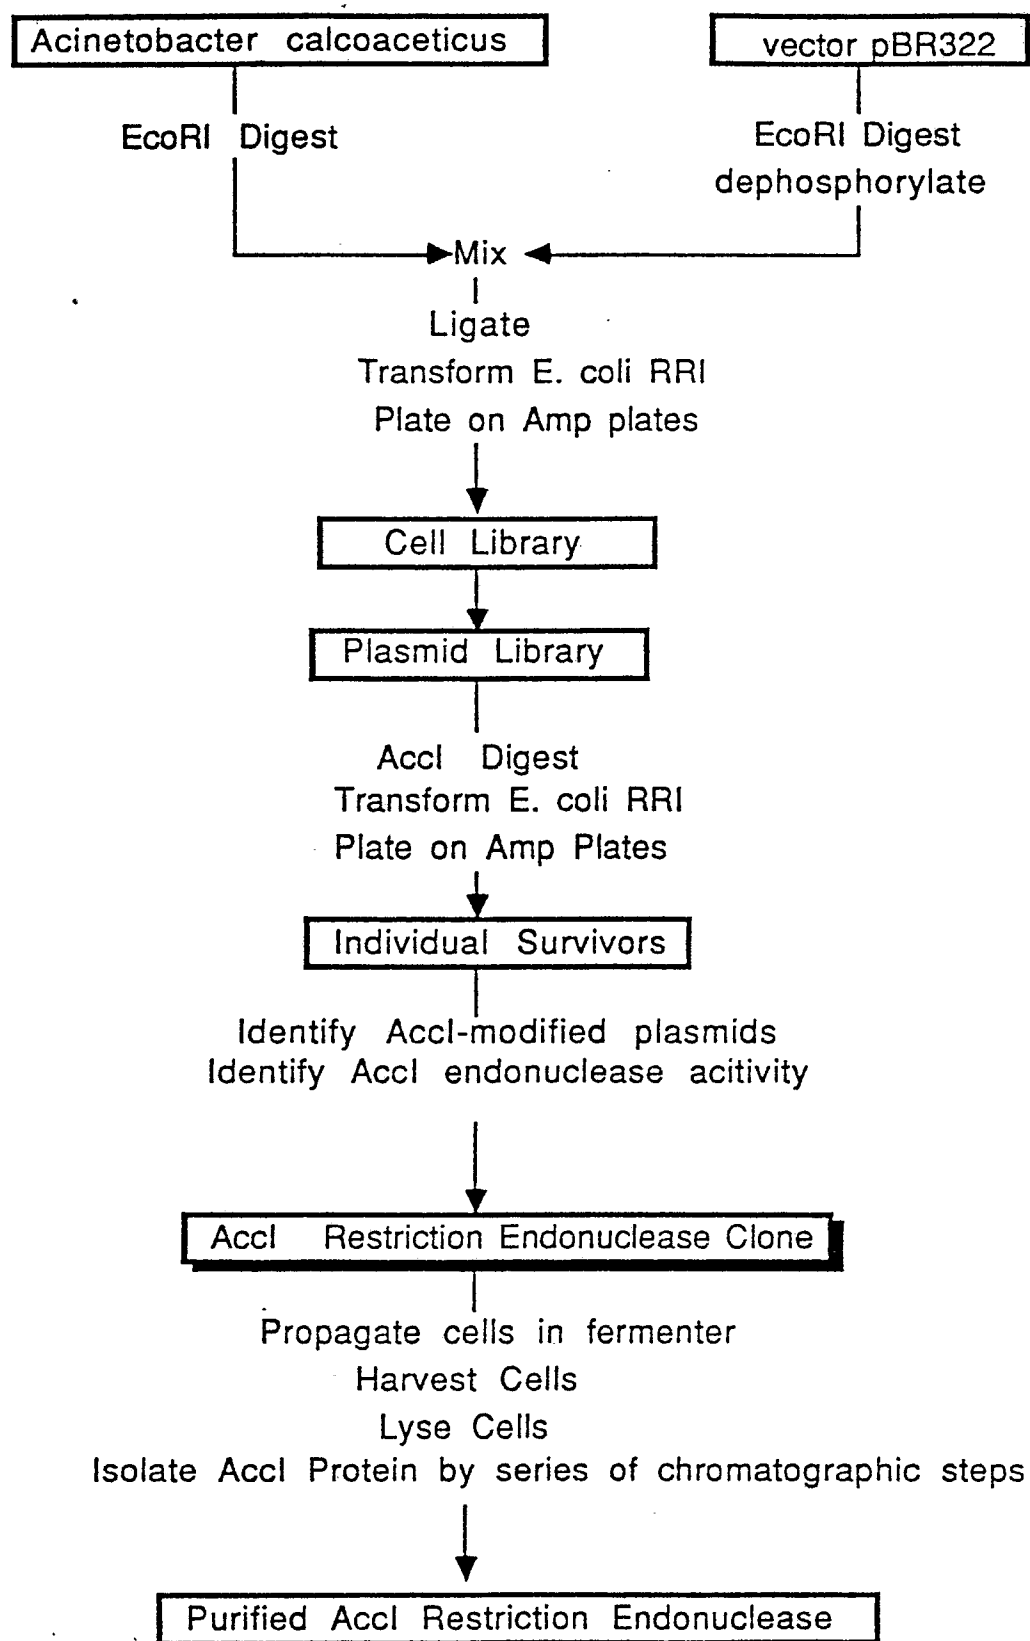 Acinetobacter calcoaceticus
vector pBR322
EcoRI Digest
EcoRI Digest
dephosphorylate
Mix
Ligate
Transform E. coli RRI
Plate on Amp plates
Cell Library
Plasmid Library
AccI Digest
Transform E. coli RRI
Plate on Amp Plates
Individual Survivors
Identify AccI-modified plasmids
Identify AccI endonuclease acitivity
AccI Restriction Endonuclease Clone
Propagate cells in fermenter
Harvest Cells
Lyse Cells
Isolate AccI Protein by series of chromatographic steps
Purified AccI Restriction Endonuclease